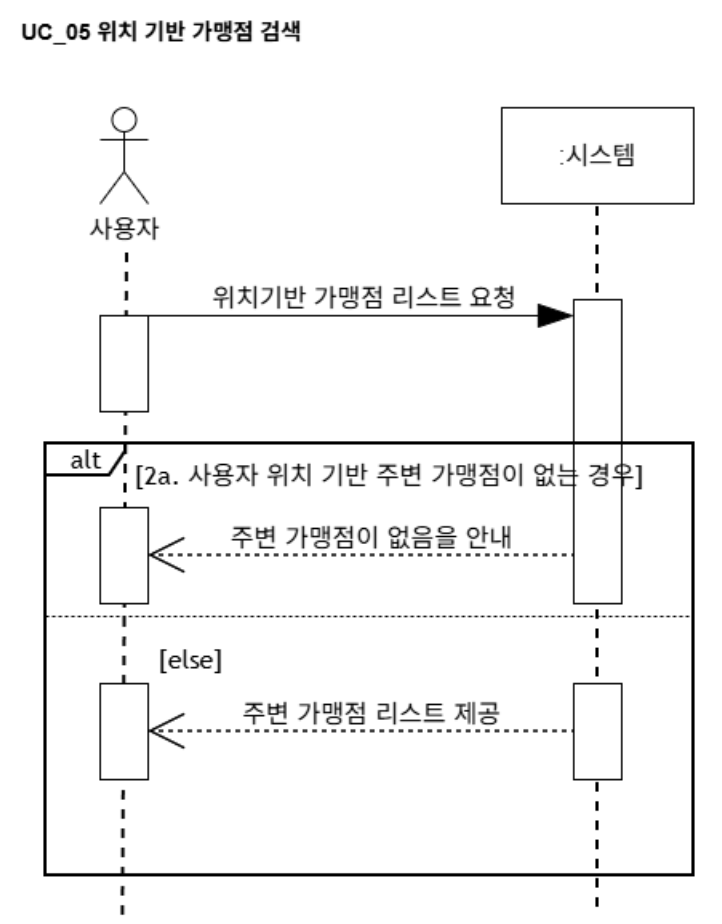 UC_05 위치 기반 가맹점 검색
:시스템
사용자
위치기반 가맹점 리스트 요청
alt
[2a. 사용자 위치 기반 주변 가맹점이 없는 경우]
주변 가맹점이 없음을 안내
[else]
주변 가맹점 리스트 제공